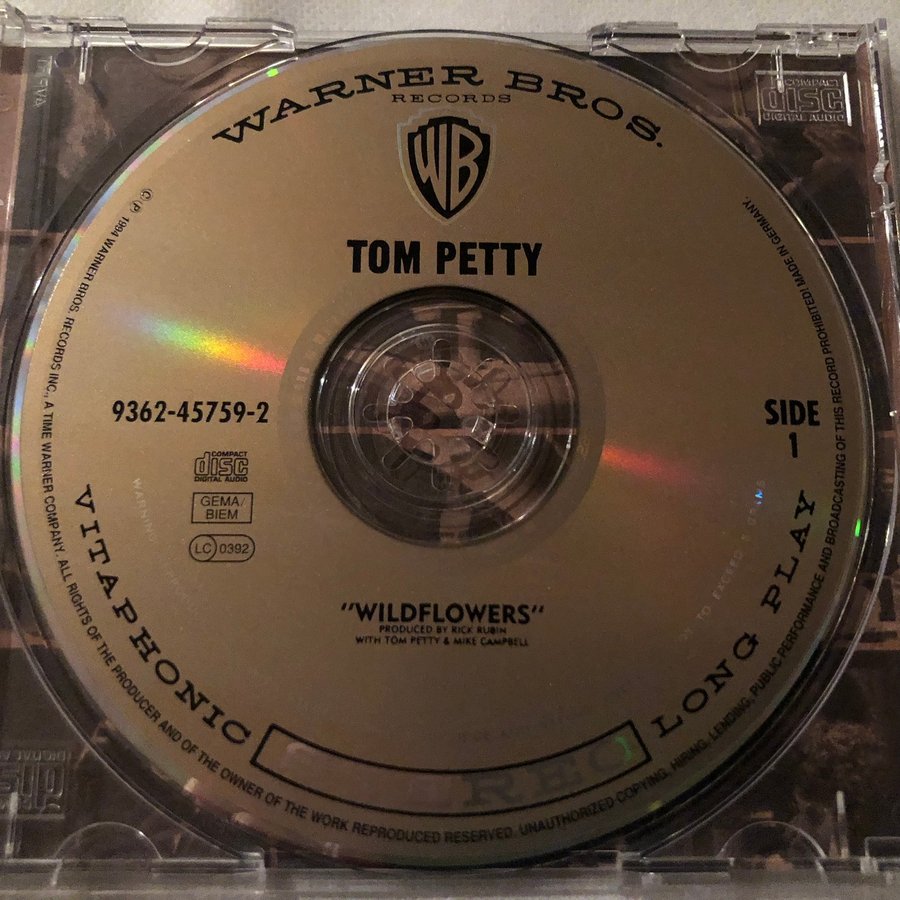 WARNER BROS.
RECORDS
WB
TOM PETTY
9362-45759-2
SIDE
1
COMPACT
disc
DIGITAL AUDIO
GEMA/
BIEM
LC 0392
"WILDFLOWERS"
PRODUCED BY RICK RUBIN
WITH TOM PETTY & MIKE CAMPBELL
VITAPHONIC
LONG PLAY
℗ © 1994 WARNER BROS. RECORDS INC., A TIME WARNER COMPANY. ALL RIGHTS OF THE PRODUCER AND OF THE OWNER OF THE WORK REPRODUCED RESERVED. UNAUTHORIZED COPYING, HIRING, LENDING, PUBLIC PERFORMANCE AND BROADCASTING OF THIS RECORD PROHIBITED! MADE IN GERMANY.
COMPACT
disc
DIGITAL AUDIO